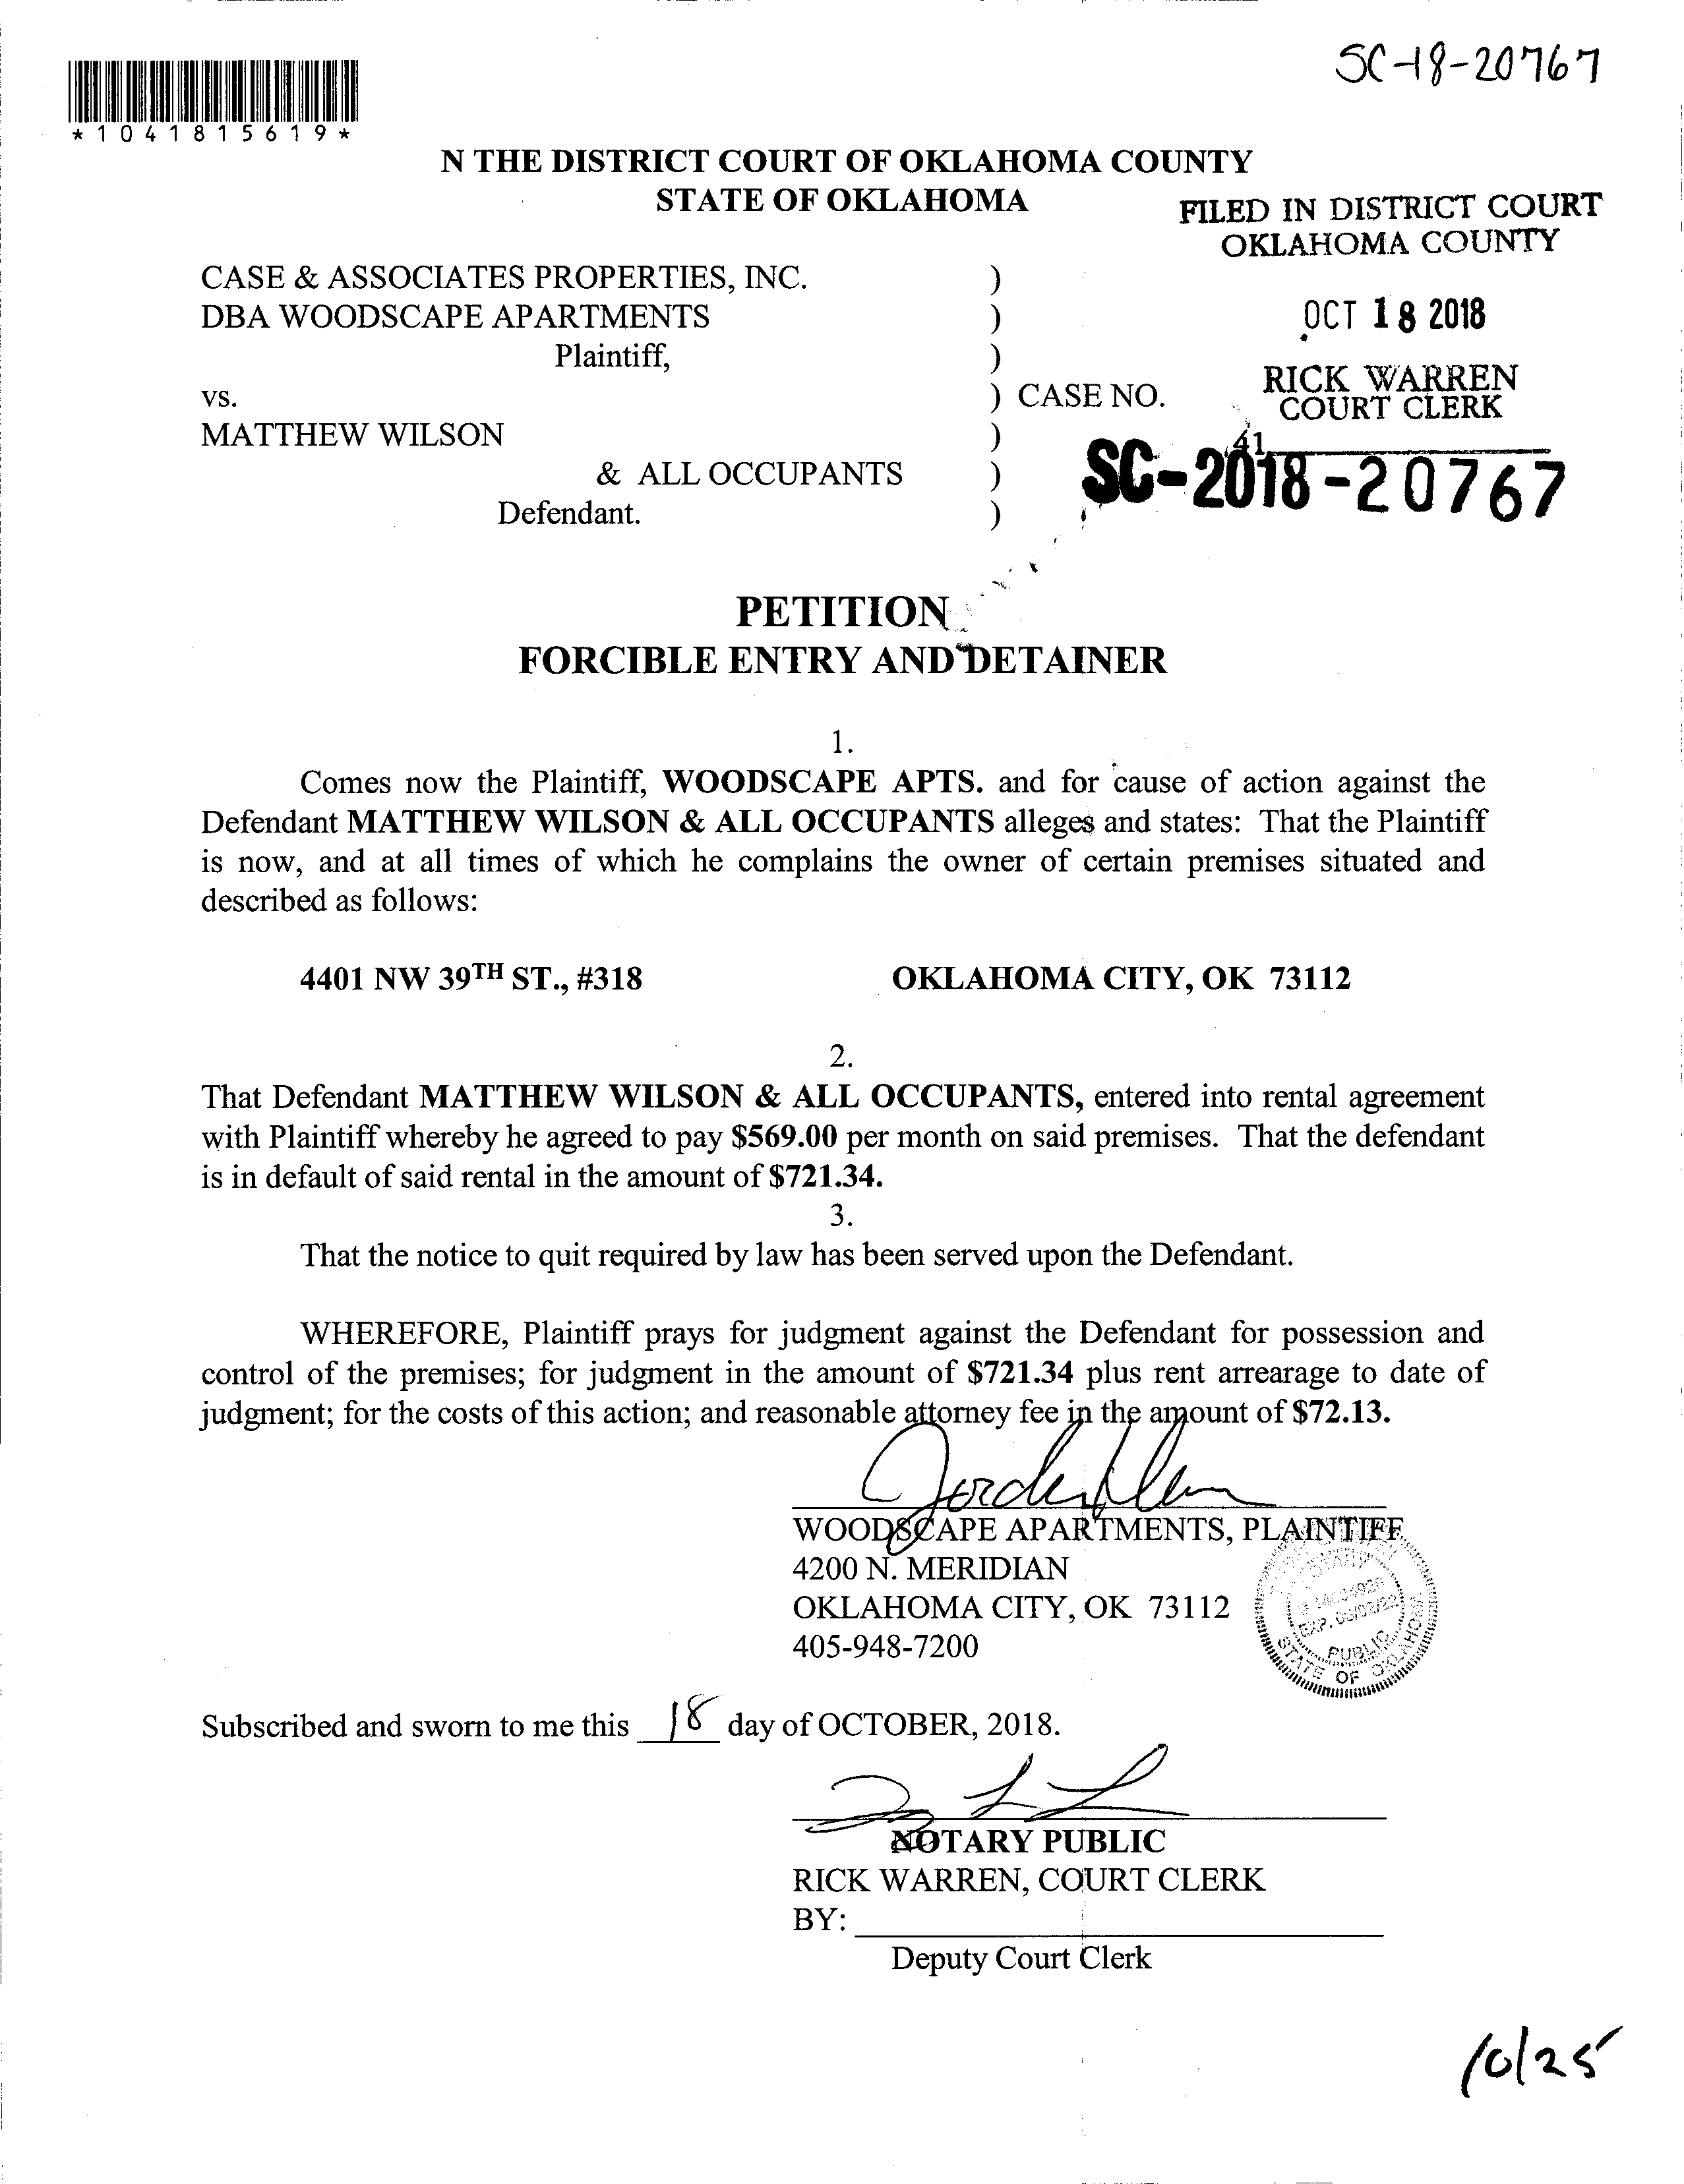 SC-18-20767
*1041815619*
N THE DISTRICT COURT OF OKLAHOMA COUNTY
STATE OF OKLAHOMA
FILED IN DISTRICT COURT
OKLAHOMA COUNTY
CASE & ASSOCIATES PROPERTIES, INC. )
DBA WOODSCAPE APARTMENTS )
OCT 18 2018
Plaintiff, )
RICK WARREN
COURT CLERK
vs. ) CASE NO.
MATTHEW WILSON )
41
SC-2018-20767
& ALL OCCUPANTS )
Defendant. )
PETITION
FORCIBLE ENTRY AND DETAINER
1.
Comes now the Plaintiff, WOODSCAPE APTS. and for cause of action against the
Defendant MATTHEW WILSON & ALL OCCUPANTS alleges and states: That the Plaintiff
is now, and at all times of which he complains the owner of certain premises situated and
described as follows:
4401 NW 39TH ST., #318 OKLAHOMA CITY, OK 73112
2.
That Defendant MATTHEW WILSON & ALL OCCUPANTS, entered into rental agreement
with Plaintiff whereby he agreed to pay $569.00 per month on said premises. That the defendant
is in default of said rental in the amount of $721.34.
3.
That the notice to quit required by law has been served upon the Defendant.
WHEREFORE, Plaintiff prays for judgment against the Defendant for possession and
control of the premises; for judgment in the amount of $721.34 plus rent arrearage to date of
judgment; for the costs of this action; and reasonable attorney fee in the amount of $72.13.
WOODSCAPE APARTMENTS, PLAINTIFF
4200 N. MERIDIAN
OKLAHOMA CITY, OK 73112
405-948-7200
NOTARY
EXP.
PUBLIC
STATE OF OKLAHOMA
Subscribed and sworn to me this 18 day of OCTOBER, 2018.
NOTARY PUBLIC
RICK WARREN, COURT CLERK
BY:
Deputy Court Clerk
10/25